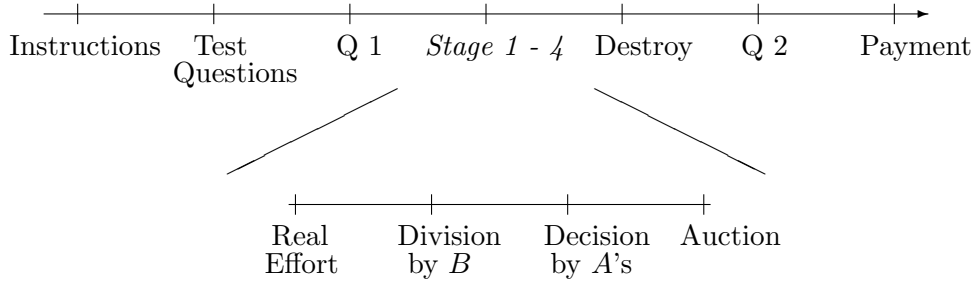 Instructions Test Q 1 Stage 1 - 4 Destroy Q 2 Payment
Questions
Real Division Decision Auction
Effort by B by A's